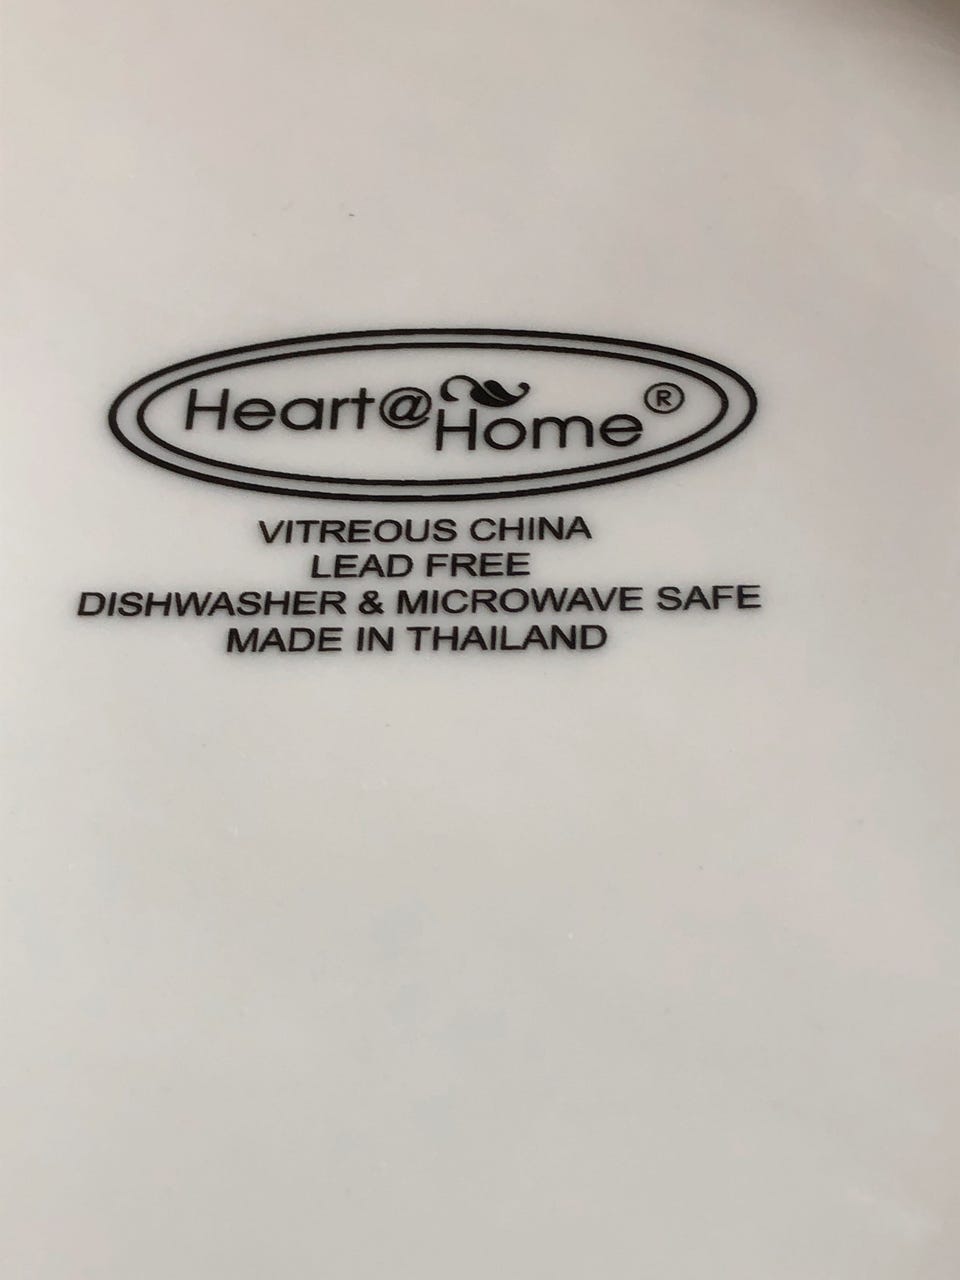 Heart@Home®
VITREOUS CHINA
LEAD FREE
DISHWASHER & MICROWAVE SAFE
MADE IN THAILAND